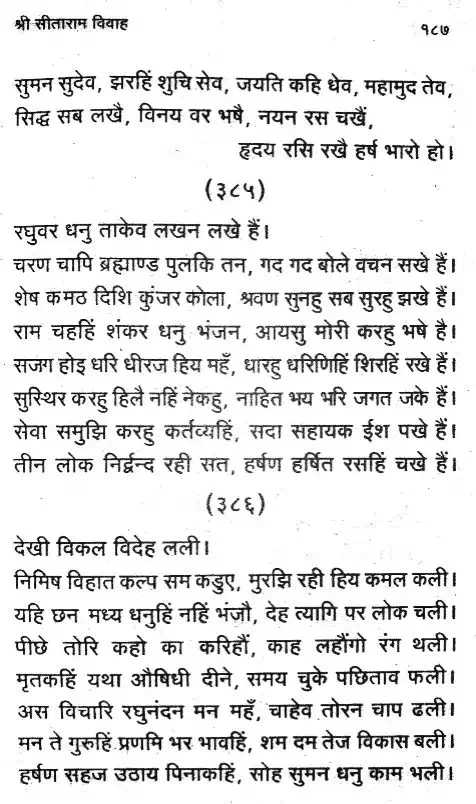 श्री सीताराम विवाह
१८७
सुमन सुदेव, झरहिं शुचि सेव, जयति कहि धेव, महामुद तेव,
सिद्ध सब लखै, विनय वर भषै, नयन रस चखैं,
हृदय रसि रखै हर्ष भारो हो।
(३८५)
रघुवर धनु ताकेव लखन लखे हैं।
चरण चापि ब्रह्माण्ड पुलकि तन, गद गद बोले वचन सखे हैं।
शेष कमठ दिशि कुंजर कोला, श्रवण सुनहु सब सुरहु झखे हैं।
राम चहहिं शंकर धनु भंजन, आयसु मोरी करहु भषे है।
सजग होइ धरि धीरज हिय महँ, धारहु धरिणिहिं शिरहिं रखे हैं।
सुस्थिर करहु हिलै नहिं नेकहु, नाहित भय भरि जगत जके हैं।
सेवा समुझि करहु कर्तव्यहिं, सदा सहायक ईश पखे हैं।
तीन लोक निर्द्वन्द रही सत, हर्षण हर्षित रसहिं चखे हैं।
(३८६)
देखी विकल विदेह लली।
निमिष विहात कल्प सम कडुए, मुरझि रही हिय कमल कली।
यहि छन मध्य धनुहिं नहिं भंजौ, देह त्यागि पर लोक चली।
पीछे तोरि कहो का करिहौं, काह लहौंगो रंग थली।
मृतकहिं यथा औषिधी दीने, समय चुके पछिताव फली।
अस विचारि रघुनंदन मन महँ, चाहेव तोरन चाप ढली।
मन ते गुरुहिं प्रणमि भर भावहिं, शम दम तेज विकास बली।
हर्षण सहज उठाय पिनाकहिं, सोह सुमन धनु काम भली।